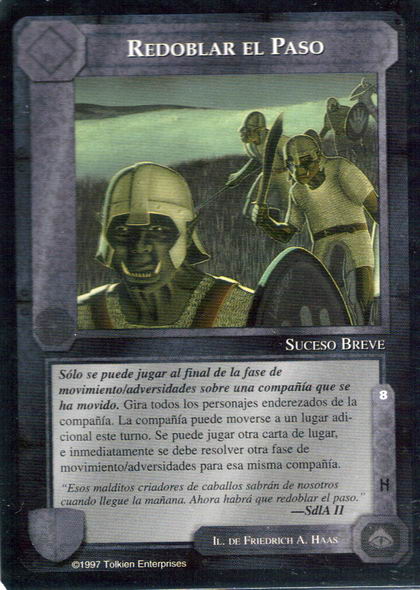 REDOBLAR EL PASO
SUCESO BREVE
Sólo se puede jugar al final de la fase de
movimiento/adversidades sobre una compañía que se
ha movido. Gira todos los personajes enderezados de la
compañía. La compañía puede moverse a un lugar adi-
cional este turno. Se puede jugar otra carta de lugar,
e inmediatamente se debe resolver otra fase de
movimiento/adversidades para esa misma compañía.
8
"Esos malditos criadores de caballos sabrán de nosotros
cuando llegue la mañana. Ahora habrá que redoblar el paso."
—SdlA II
IL. DE FRIEDRICH A. HAAS
©1997 Tolkien Enterprises